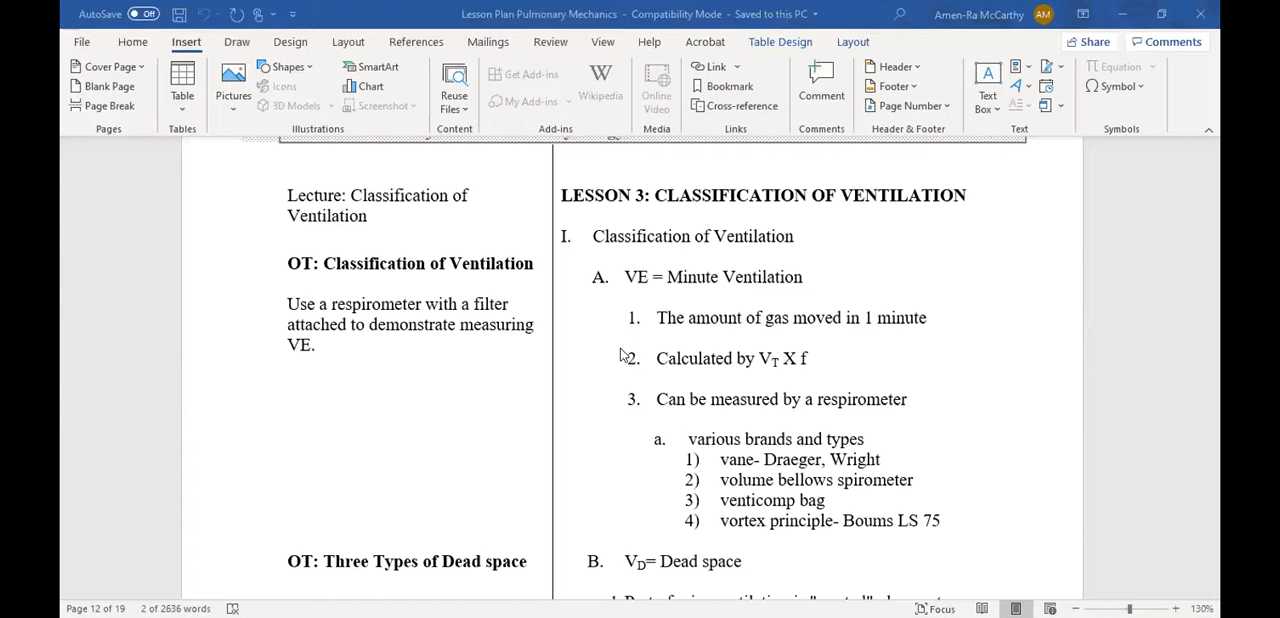 AutoSave Off Lesson Plan Pulmonary Mechanics - Compatibility Mode - Saved to this PC Amen-Ra McCarthy AM
File Home Insert Draw Design Layout References Mailings Review View Help Acrobat Table Design Layout Share Comments
Cover Page
Blank Page
Page Break
Pages
Table
Tables
Pictures
Shapes
Icons
3D Models
SmartArt
Chart
Screenshot
Illustrations
Reuse
Files
Content
Get Add-ins
My Add-ins
Wikipedia
Add-ins
Online
Video
Media
Link
Bookmark
Cross-reference
Links
Comment
Comments
Header
Footer
Page Number
Header & Footer
Text
Box
Text
Equation
Symbol
Symbols
Lecture: Classification of
Ventilation
OT: Classification of Ventilation
Use a respirometer with a filter
attached to demonstrate measuring
VE.
OT: Three Types of Dead space
LESSON 3: CLASSIFICATION OF VENTILATION
I. Classification of Ventilation
A. VE = Minute Ventilation
1. The amount of gas moved in 1 minute
2. Calculated by VT X f
3. Can be measured by a respirometer
a. various brands and types
1) vane- Draeger, Wright
2) volume bellows spirometer
3) venticomp bag
4) vortex principle- Boums LS 75
B. VD= Dead space
Page 12 of 19 2 of 2636 words Focus 130%